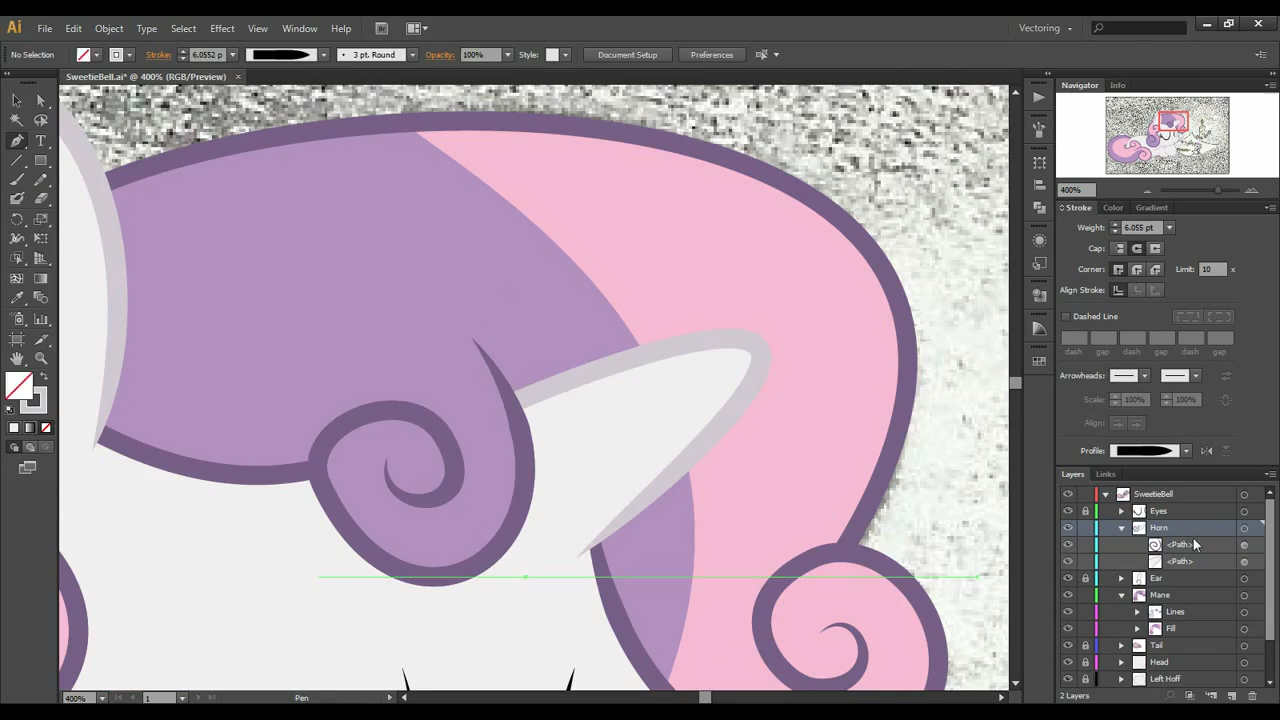 Ai File Edit Object Type Select Effect View Window Help Br Vectoring
No Selection Stroke: 6.0552 p 3 pt. Round Opacity: 100% Style: Document Setup Preferences
SweetieBell.ai* @ 400% (RGB/Preview) ×
Navigator Info
400%
Stroke Color Gradient
Weight: 6.055 pt
Cap:
Corner: Limit: 10 x
Align Stroke:
Dashed Line
dash gap dash gap dash gap
Arrowheads:
Scale: 100% 100%
Align:
Profile:
Layers Links
SweetieBell
Eyes
Horn
<Path>
<Path>
Ear
Mane
Lines
Fill
Tail
Head
Left Hoff
2 Layers
400% 1 Pen